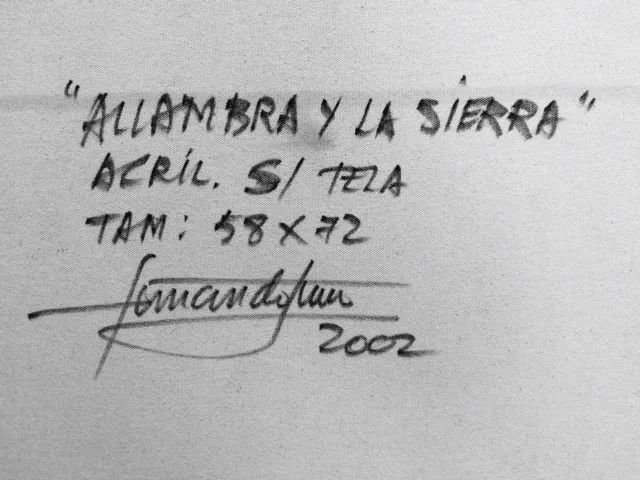 "ALLAMBRA Y LA SIERRA"
ACRÍL. S/ TELA
TAM: 58 X 72
2002